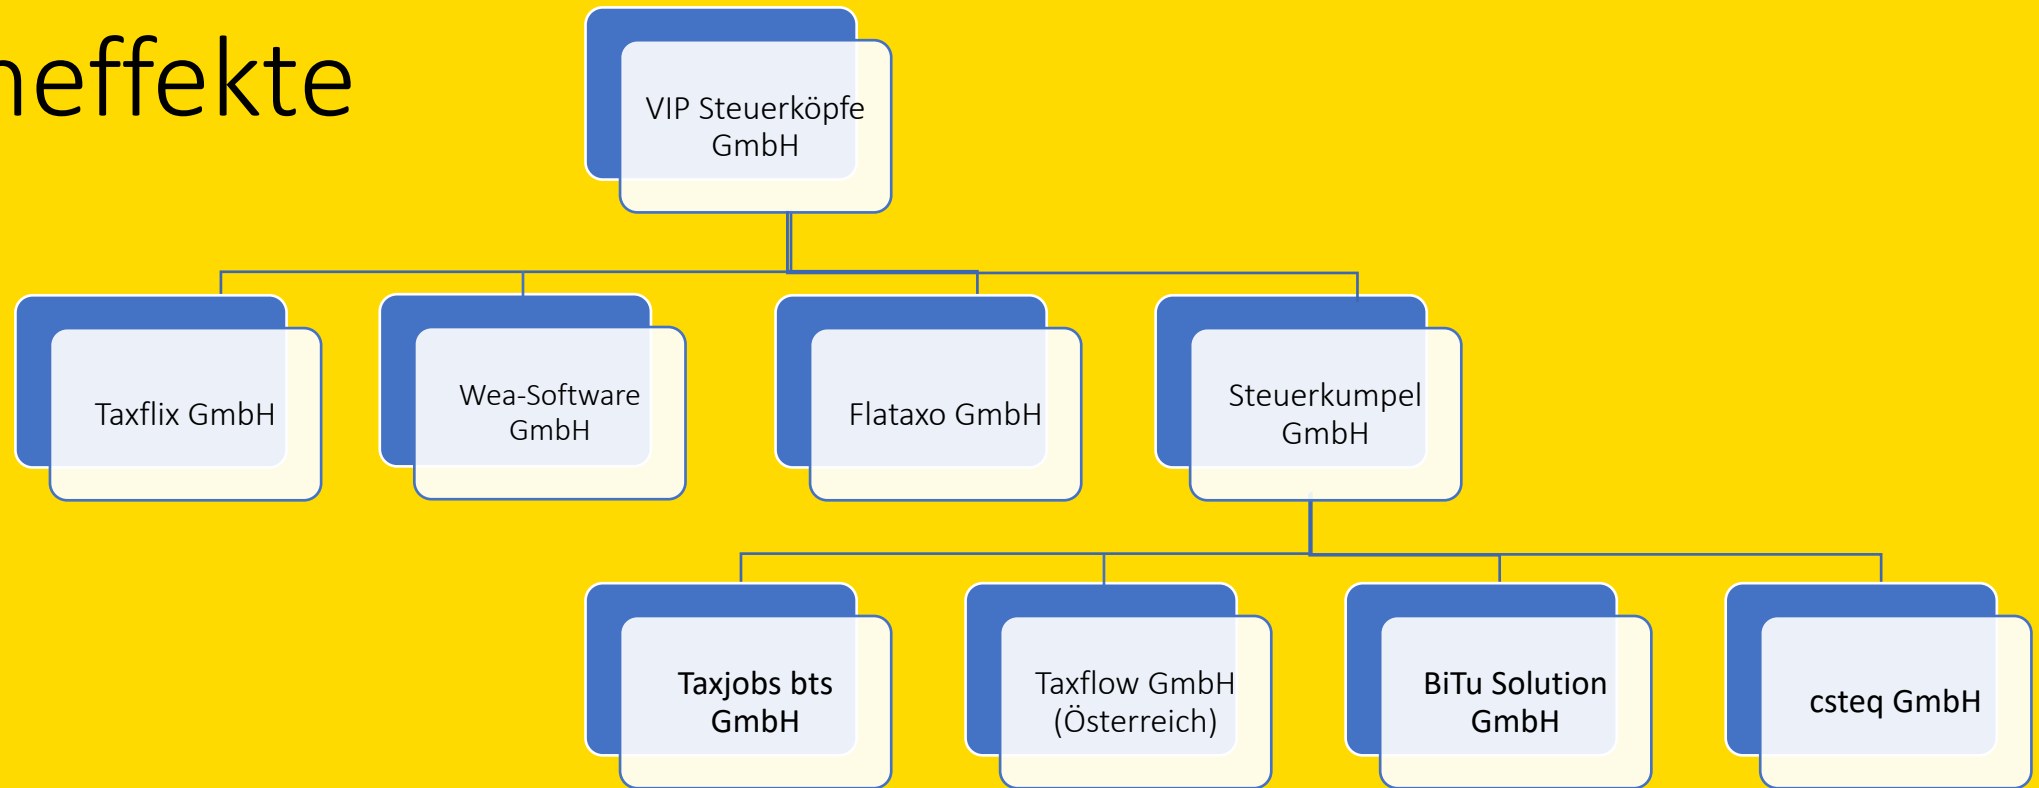 neffekte
VIP Steuerköpfe
GmbH
Taxflix GmbH
Wea-Software
GmbH
Flataxo GmbH
Steuerkumpel
GmbH
Taxjobs bts
GmbH
Taxflow GmbH
(Österreich)
BiTu Solution
GmbH
csteq GmbH